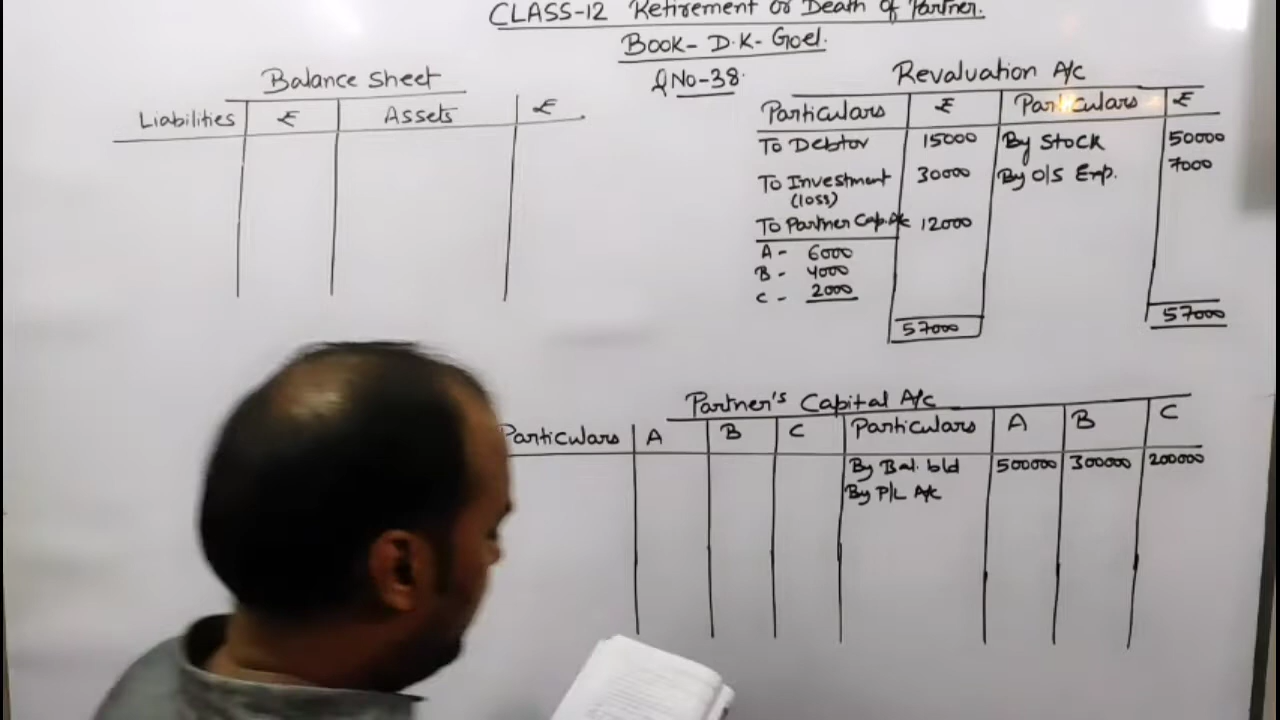 CLASS-12 Retirement or Death of Partner.
Book- D.K- Goel.
QNo-38.
Balance Sheet
Liabilities ₹ Assets ₹
Revaluation A/c
Particulars ₹ Particulars ₹
To Debtor 15000 By Stock 50000
To Investment 30000 By O/S Exp. 7000
(loss)
To Partner Cap. A/c 12000
A - 6000
B - 4000
C - 2000
57000 57000
Partner's Capital A/c
Particulars A B C Particulars A B C
By Bal. b/d 500000 300000 200000
By P/L A/c